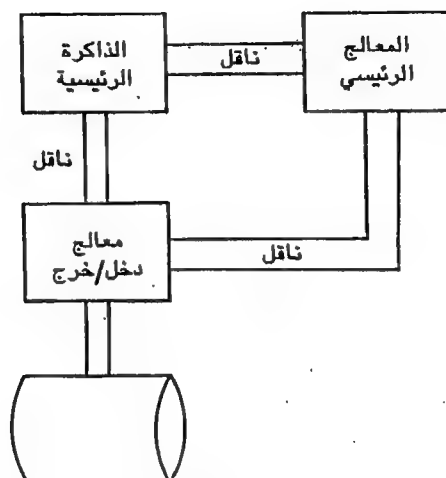 المعالج
الرئيسي
ناقل
الذاكرة
الرئيسية
ناقل
معالج
دخل/خرج
ناقل